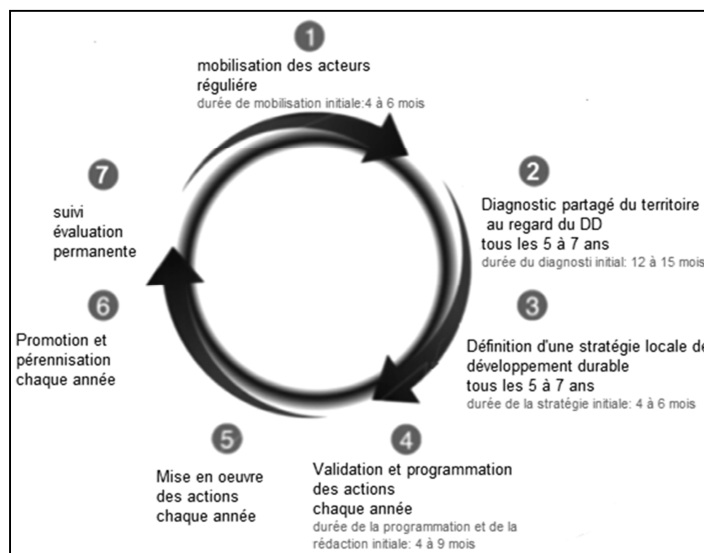 1
mobilisation des acteurs
réguliére
durée de mobilisation initiale:4 à 6 mois
2
Diagnostic partagé du territoire
au regard du DD
tous les 5 à 7 ans
durée du diagnosti initial: 12 à 15 mois
3
Définition d'une stratégie locale de
développement durable
tous les 5 à 7 ans
durée de la stratégie initiale: 4 à 6 mois
4
Validation et programmation
des actions
chaque année
durée de la programmation et de la
rédaction initiale: 4 à 9 mois
5
Mise en oeuvre
des actions
chaque année
6
Promotion et
pérennisation
chaque année
7
suivi
évaluation
permanente